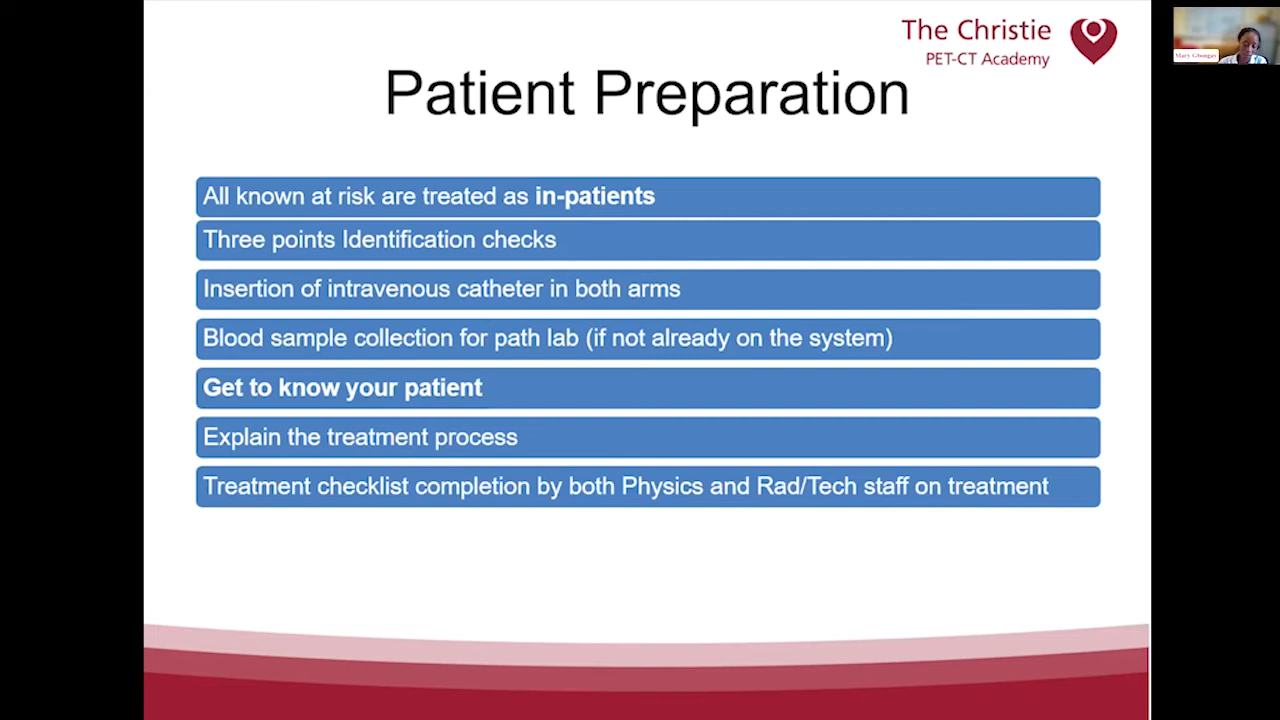 The Christie
PET-CT Academy
Patient Preparation
All known at risk are treated as in-patients
Three points Identification checks
Insertion of intravenous catheter in both arms
Blood sample collection for path lab (if not already on the system)
Get to know your patient
Explain the treatment process
Treatment checklist completion by both Physics and Rad/Tech staff on treatment
Mary